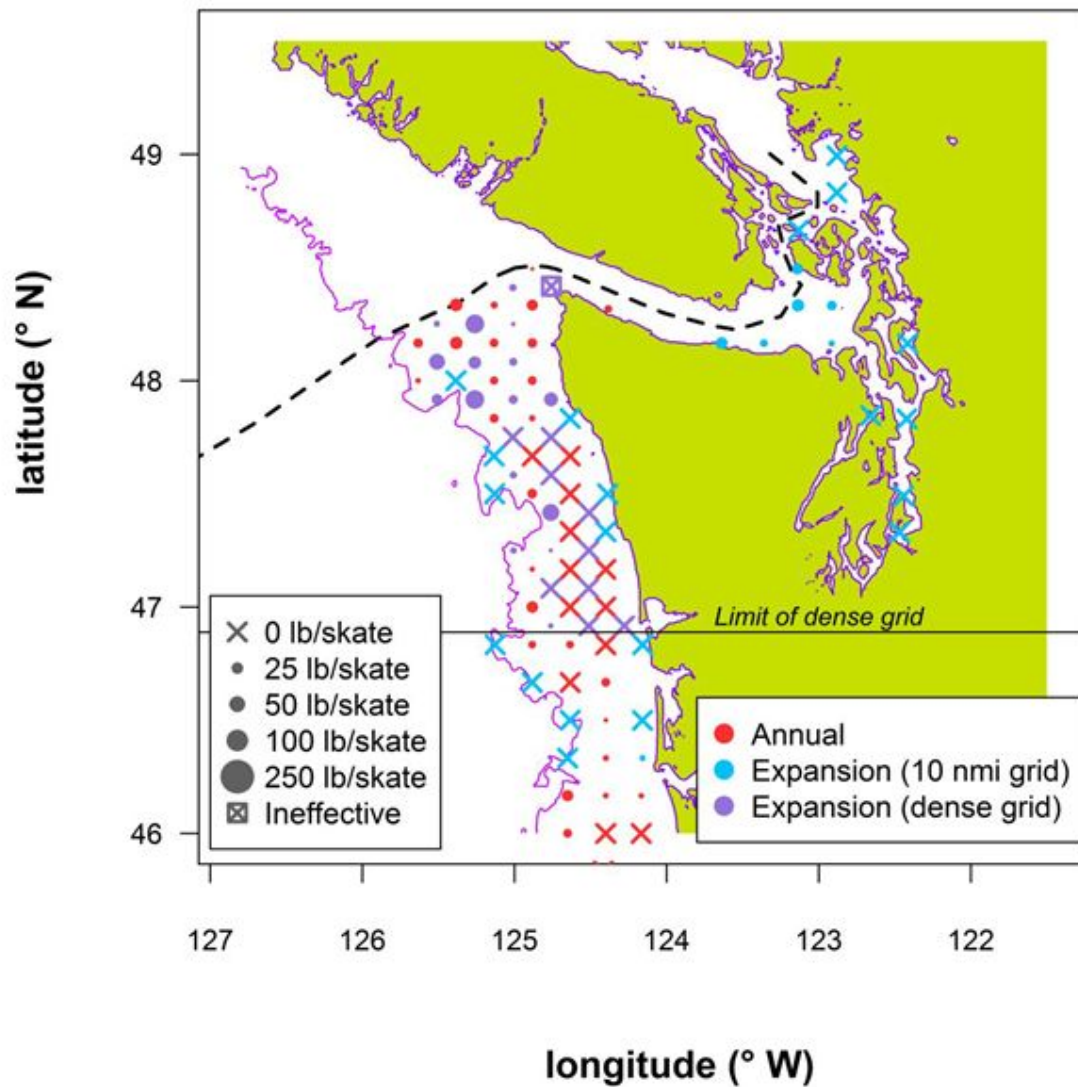 49
48
47
46
latitude (° N)
Limit of dense grid
0 lb/skate
25 lb/skate
50 lb/skate
100 lb/skate
250 lb/skate
Ineffective
Annual
Expansion (10 nmi grid)
Expansion (dense grid)
127 126 125 124 123 122
longitude (° W)